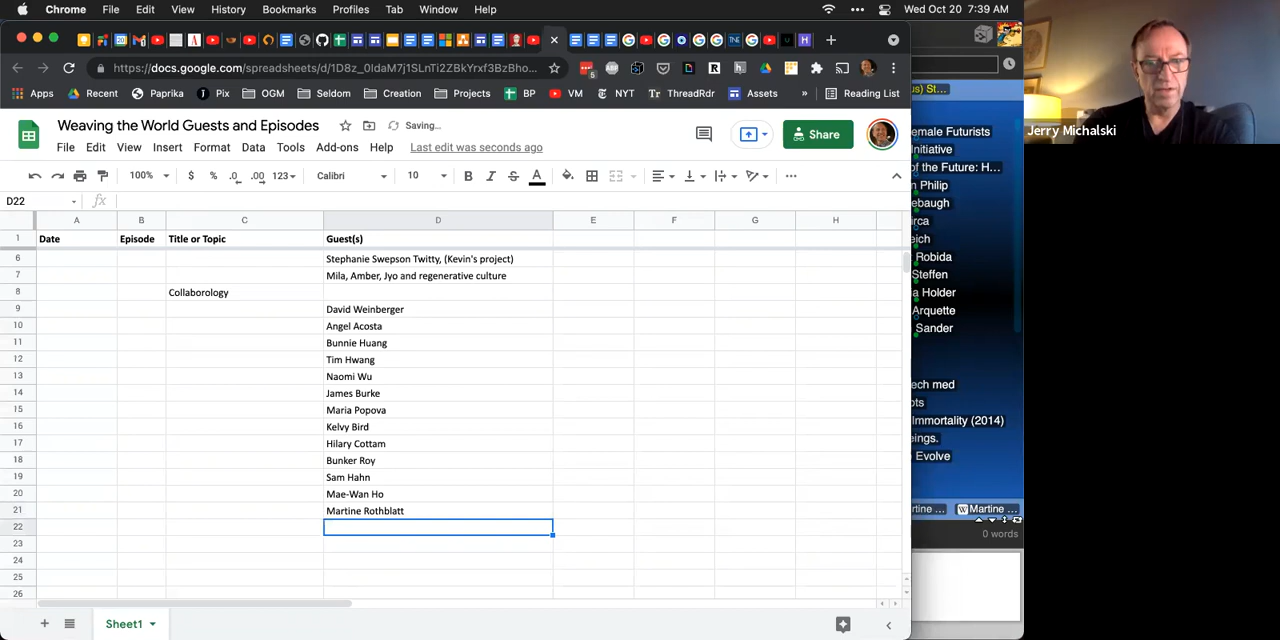 Chrome File Edit View History Bookmarks Profiles Tab Window Help Wed Oct 20 7:39 AM
https://docs.google.com/spreadsheets/d/1D8z_0IdaM7j1SLnTi2ZBkYf3BzBho...
Apps Recent Paprika Pix OGM Seldom Creation Projects BP VM NYT ThreadRdr Assets » Reading List
Weaving the World Guests and Episodes Saving... Share
File Edit View Insert Format Data Tools Add-ons Help Last edit was seconds ago
100% $ % .0 .00 123 Calibri 10 B I S A
D22 fx
A B C D E F G H
1 Date Episode Title or Topic Guest(s)
6 Stephanie Swepson Twitty, (Kevin's project)
7 Mila, Amber, Jyo and regenerative culture
8 Collaborology
9 David Weinberger
10 Angel Acosta
11 Bunnie Huang
12 Tim Hwang
13 Naomi Wu
14 James Burke
15 Maria Popova
16 Kelvy Bird
17 Hilary Cottam
18 Bunker Roy
19 Sam Hahn
20 Mae-Wan Ho
21 Martine Rothblatt
22
23
24
25
26
Sheet1
us) St...
emale Futurists
Initiative
of the Future: H...
n Philip
ebaugh
irca
eich
Robida
Steffen
a Holder
Arquette
Sander
ech med
ots
Immortality (2014)
eings.
Evolve
rtine ... Martine ...
0 words
Jerry Michalski